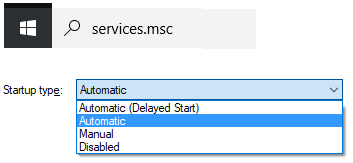 services.msc
Startup type: Automatic
Automatic (Delayed Start)
Automatic
Manual
Disabled